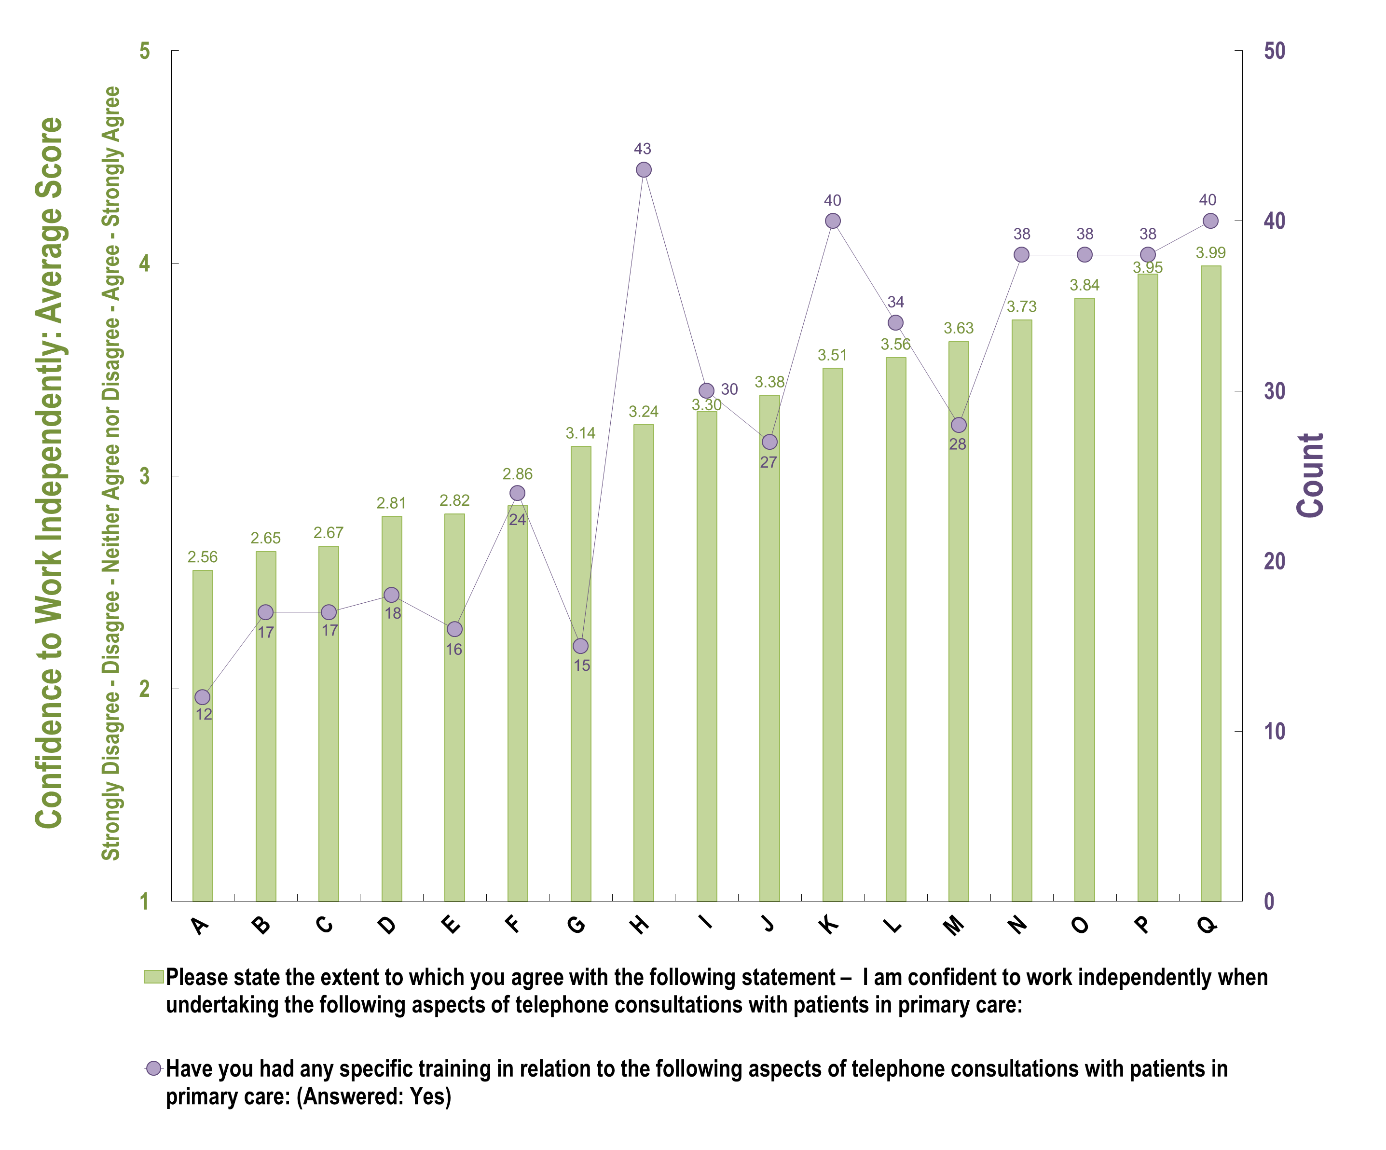 Confidence to Work Independently: Average Score
Strongly Disagree - Disagree - Neither Agree nor Disagree - Agree - Strongly Agree
5
4
3
2
1
50
40
30
20
10
0
Count
2.56
2.65
2.67
2.81
2.82
2.86
3.14
3.24
3.30
3.38
3.51
3.56
3.63
3.73
3.84
3.95
3.99
12
17
17
18
16
24
15
43
30
27
40
34
28
38
38
38
40
A
B
C
D
E
F
G
H
I
J
K
L
M
N
O
P
Q
Please state the extent to which you agree with the following statement – I am confident to work independently when
undertaking the following aspects of telephone consultations with patients in primary care:
Have you had any specific training in relation to the following aspects of telephone consultations with patients in
primary care: (Answered: Yes)